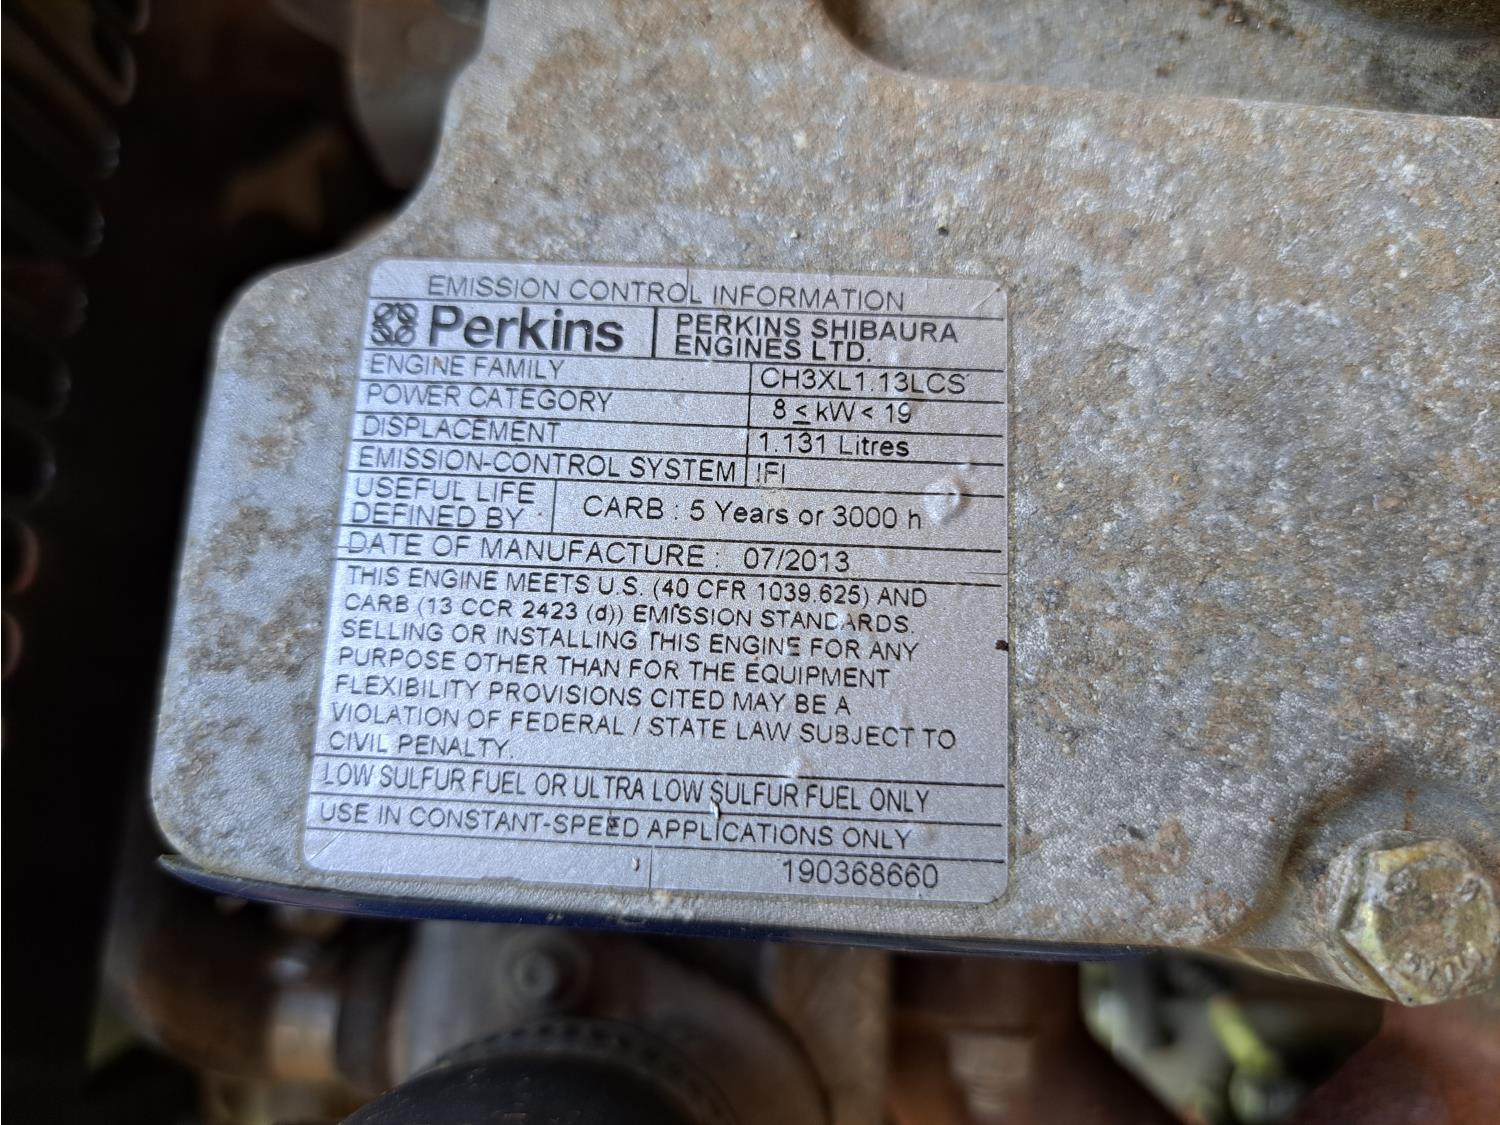 EMISSION CONTROL INFORMATION
Perkins
PERKINS SHIBAURA
ENGINES LTD.
ENGINE FAMILY CH3XL1.13LCS
POWER CATEGORY 8 ≤ kW < 19
DISPLACEMENT 1.131 Litres
EMISSION-CONTROL SYSTEM IFI
USEFUL LIFE
DEFINED BY
CARB : 5 Years or 3000 h
DATE OF MANUFACTURE : 07/2013
THIS ENGINE MEETS U.S. (40 CFR 1039.625) AND
CARB (13 CCR 2423 (d)) EMISSION STANDARDS.
SELLING OR INSTALLING THIS ENGINE FOR ANY
PURPOSE OTHER THAN FOR THE EQUIPMENT
FLEXIBILITY PROVISIONS CITED MAY BE A
VIOLATION OF FEDERAL / STATE LAW SUBJECT TO
CIVIL PENALTY.
LOW SULFUR FUEL OR ULTRA LOW SULFUR FUEL ONLY
USE IN CONSTANT-SPEED APPLICATIONS ONLY
190368660